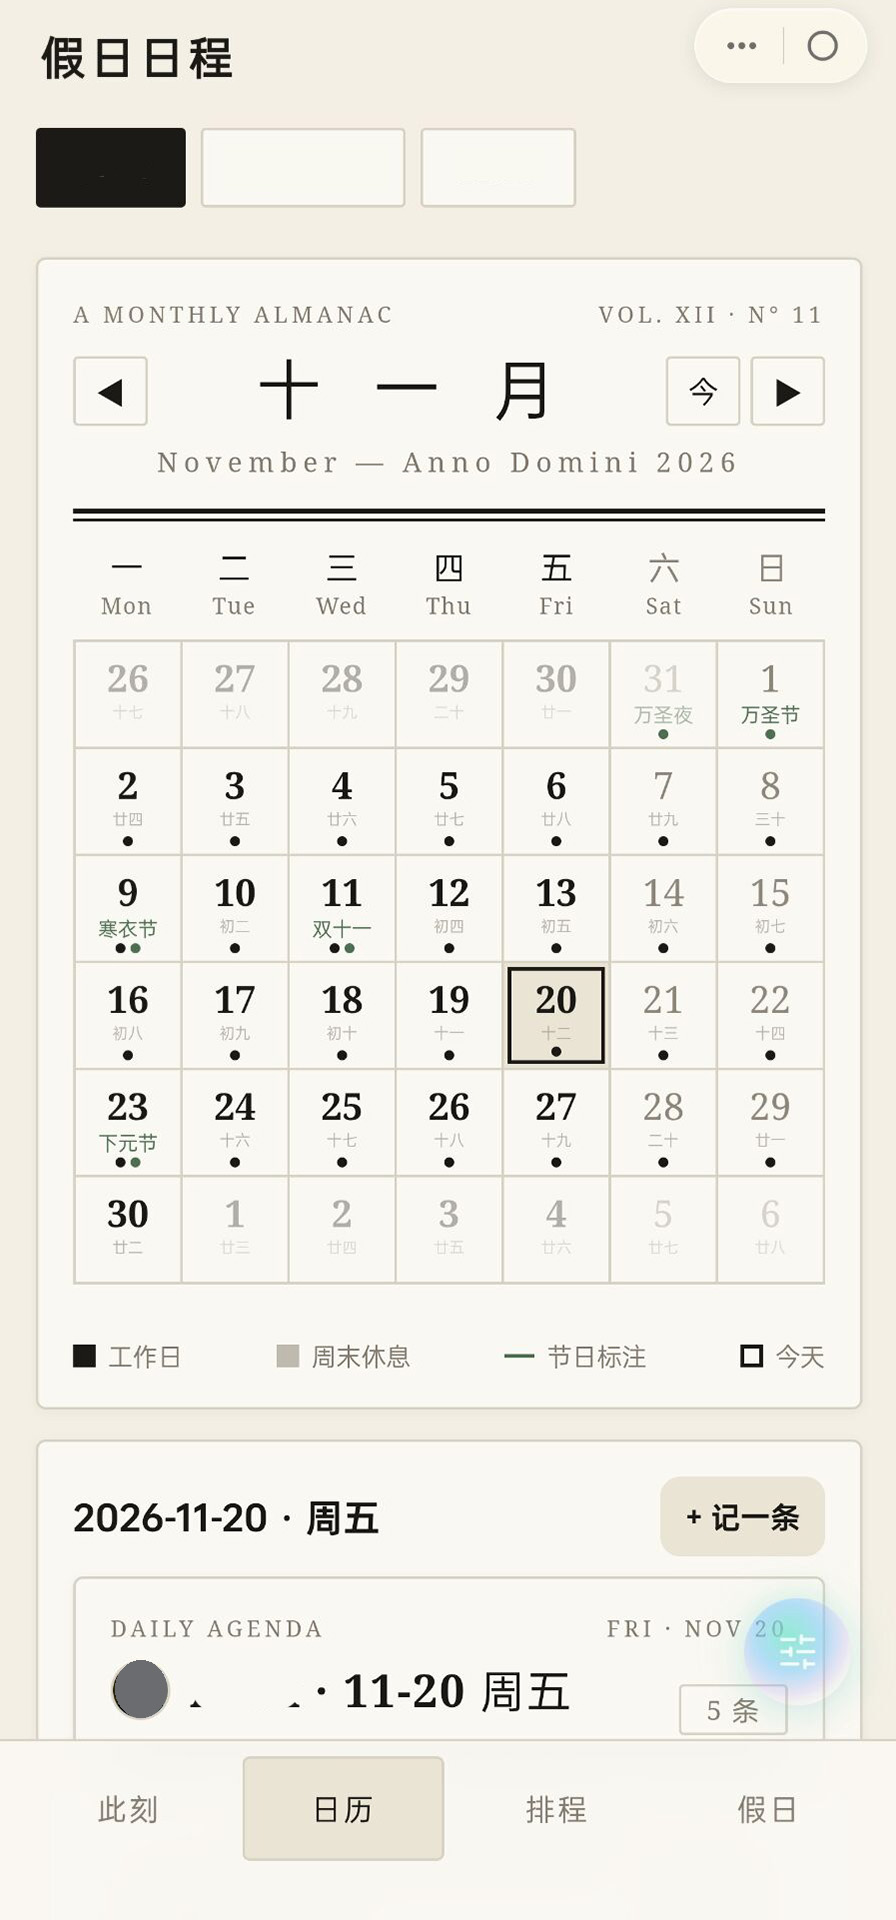 假日日程
A MONTHLY ALMANAC VOL. XII · N° 11
十一月 今
November — Anno Domini 2026
一 二 三 四 五 六 日
Mon Tue Wed Thu Fri Sat Sun
26 27 28 29 30 31 1
十七 十八 十九 二十 廿一 万圣夜 万圣节
2 3 4 5 6 7 8
廿四 廿五 廿六 廿七 廿八 廿九 三十
9 10 11 12 13 14 15
寒衣节 初二 双十一 初四 初五 初六 初七
16 17 18 19 20 21 22
初八 初九 初十 十一 十二 十三 十四
23 24 25 26 27 28 29
下元节 十六 十七 十八 十九 二十 廿一
30 1 2 3 4 5 6
廿二 廿三 廿四 廿五 廿六 廿七 廿八
工作日 周末休息 节日标注 今天
2026-11-20 · 周五 + 记一条
DAILY AGENDA FRI · NOV 20
· 11-20 周五 5 条
此刻 日历 排程 假日